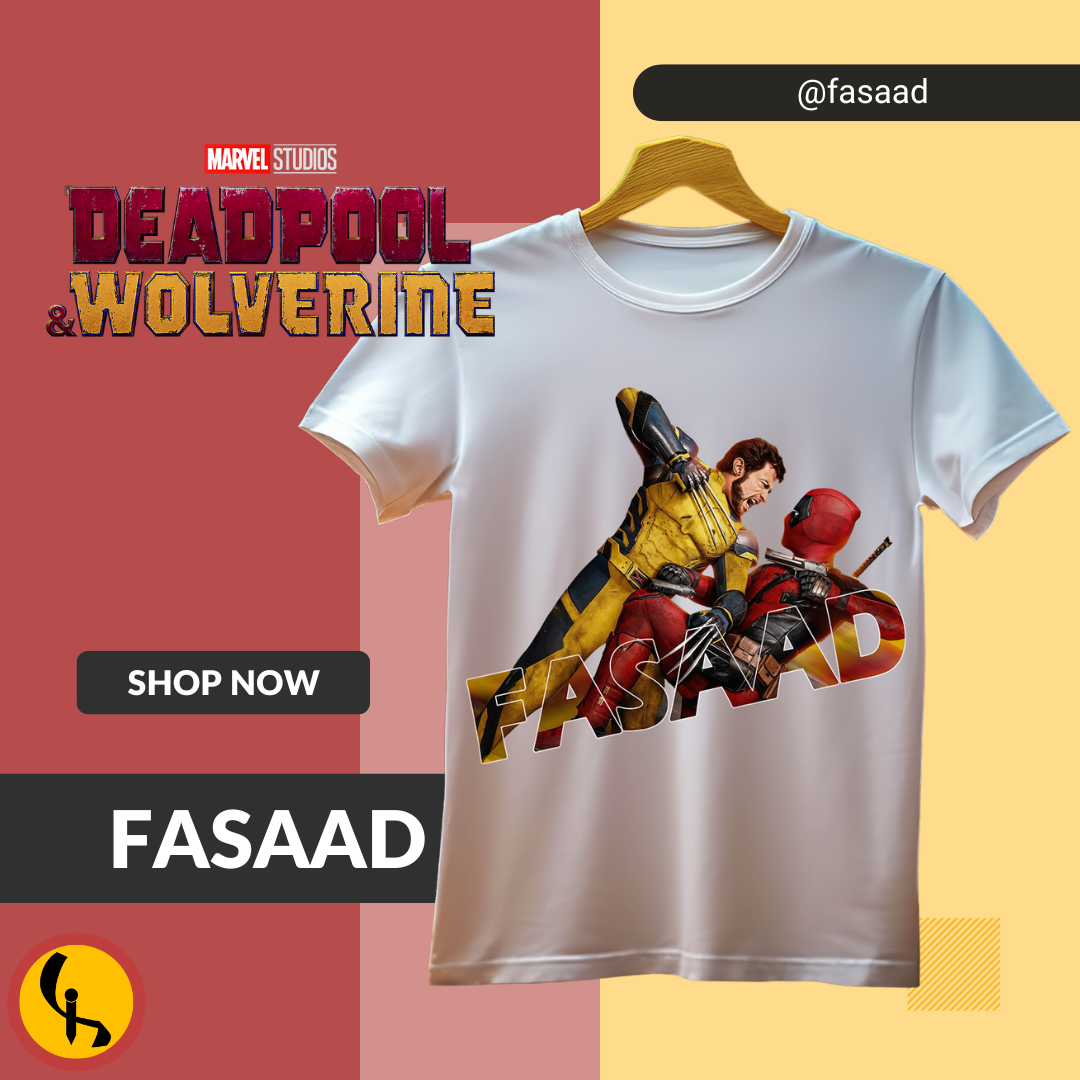 @fasaad
MARVEL STUDIOS
DEADPOOL
&WOLVERINE
FASAAD
SHOP NOW
FASAAD